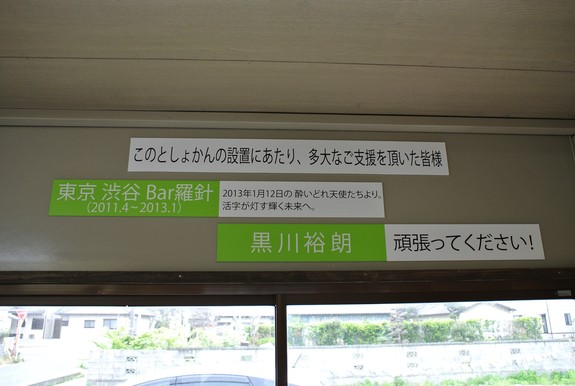 このとしょかんの設置にあたり、多大なご支援を頂いた皆様
東京 渋谷 Bar羅針
（2011.4～2013.1）
2013年1月12日の 酔いどれ天使たちより。
活字が灯す輝く未来へ。
黒川裕朗
頑張ってください！